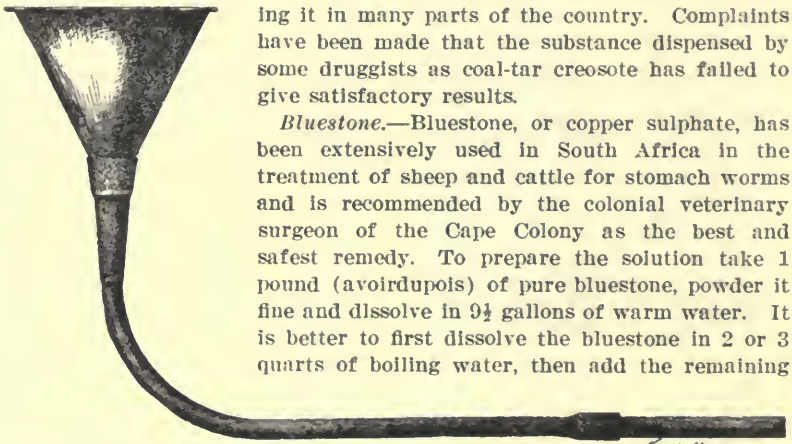 ing it in many parts of the country. Complaints
have been made that the substance dispensed by
some druggists as coal-tar creosote has failed to
give satisfactory results.
Bluestone.—Bluestone, or copper sulphate, has
been extensively used in South Africa in the
treatment of sheep and cattle for stomach worms
and is recommended by the colonial veterinary
surgeon of the Cape Colony as the best and
safest remedy. To prepare the solution take 1
pound (avoirdupois) of pure bluestone, powder it
fine and dissolve in 9½ gallons of warm water. It
is better to first dissolve the bluestone in 2 or 3
quarts of boiling water, then add the remaining